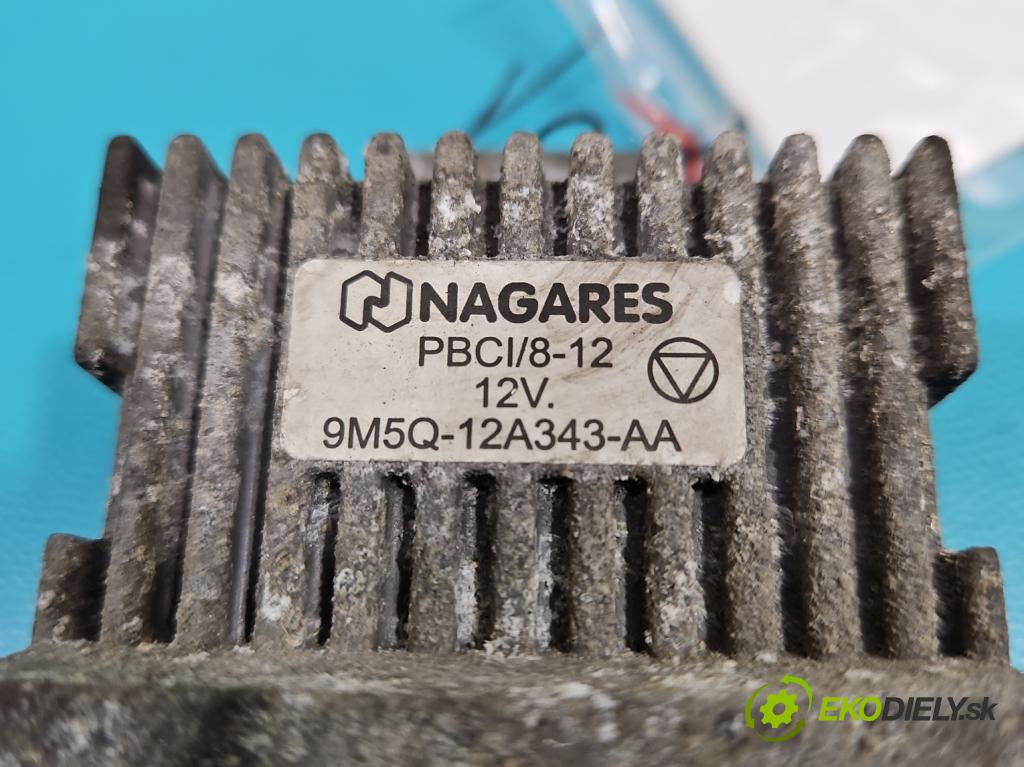 NAGARES
PBCI/8-12
12V.
9M5Q-12A343-AA
EKODIELY.sk